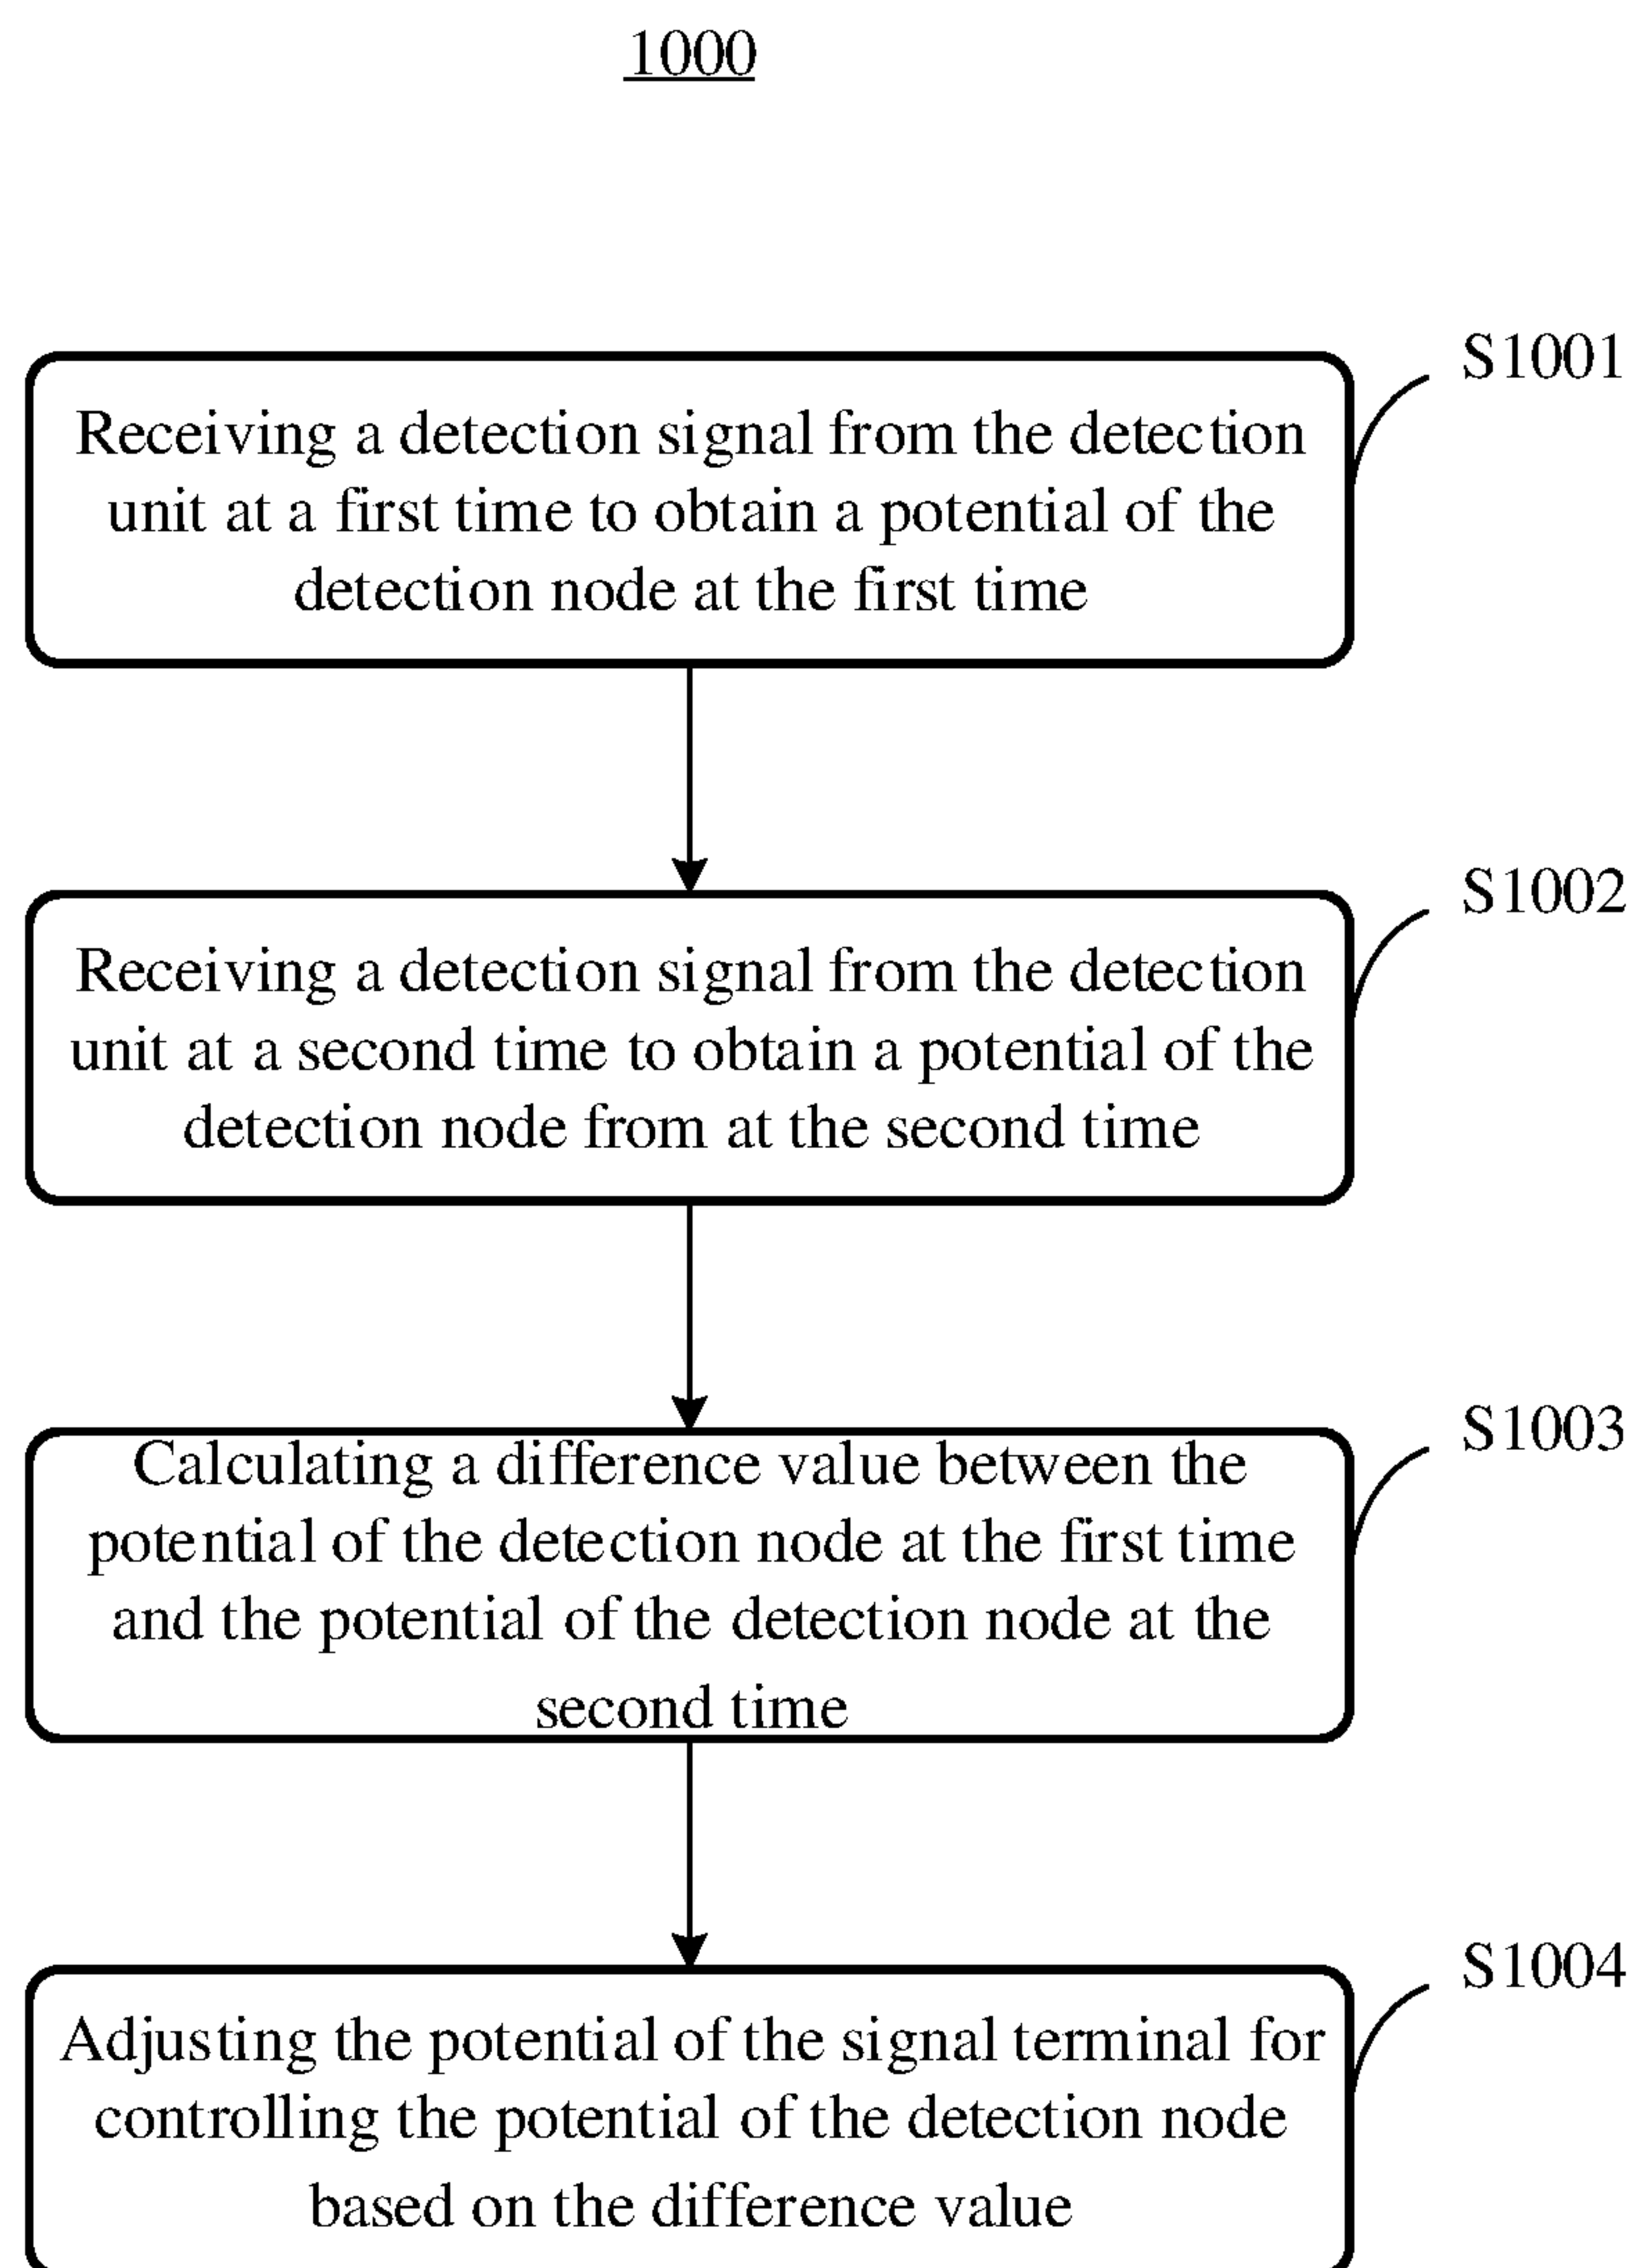 1000
S1001
Receiving a detection signal from the detection
unit at a first time to obtain a potential of the
detection node at the first time
S1002
Receiving a detection signal from the detection
unit at a second time to obtain a potential of the
detection node from at the second time
S1003
Calculating a difference value between the
potential of the detection node at the first time
and the potential of the detection node at the
second time
S1004
Adjusting the potential of the signal terminal for
controlling the potential of the detection node
based on the difference value